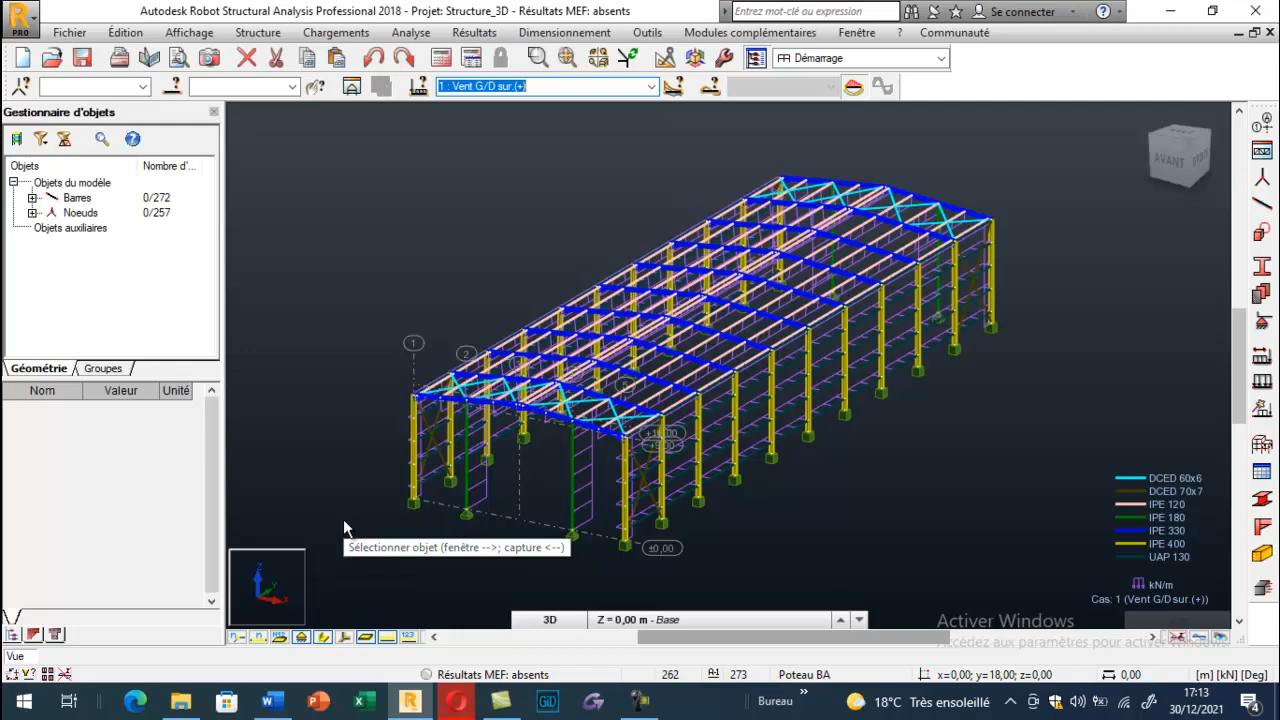 Autodesk Robot Structural Analysis Professional 2018 - Projet: Structure_3D - Résultats MEF: absents
Entrez mot-clé ou expression
Se connecter
PRO
Fichier Édition Affichage Structure Chargements Analyse Résultats Dimensionnement Outils Modules complémentaires Fenêtre ? Communauté
Démarrage
1 : Vent G/D sur.(+)
Gestionnaire d'objets
Objets Nombre d'...
Objets du modèle
Barres 0/272
Noeuds 0/257
Objets auxiliaires
Géométrie Groupes
Nom Valeur Unité
AVANT
1
2
±0,00
Sélectionner objet (fenêtre -->; capture <--)
DCED 60x6
DCED 70x7
IPE 120
IPE 180
IPE 330
IPE 400
UAP 130
kN/m
Cas: 1 (Vent G/D sur.(+))
Z
Y
X
3D Z = 0,00 m - Base
Activer Windows
Accédez aux paramètres pour activer Windows.
Vue
Résultats MEF: absents 262 273 Poteau BA x=0,00; y=18,00; z=0,00 0,00 [m] [kN] [Deg]
GiD
Bureau
18°C Très ensoleillé
17:13
30/12/2021
4